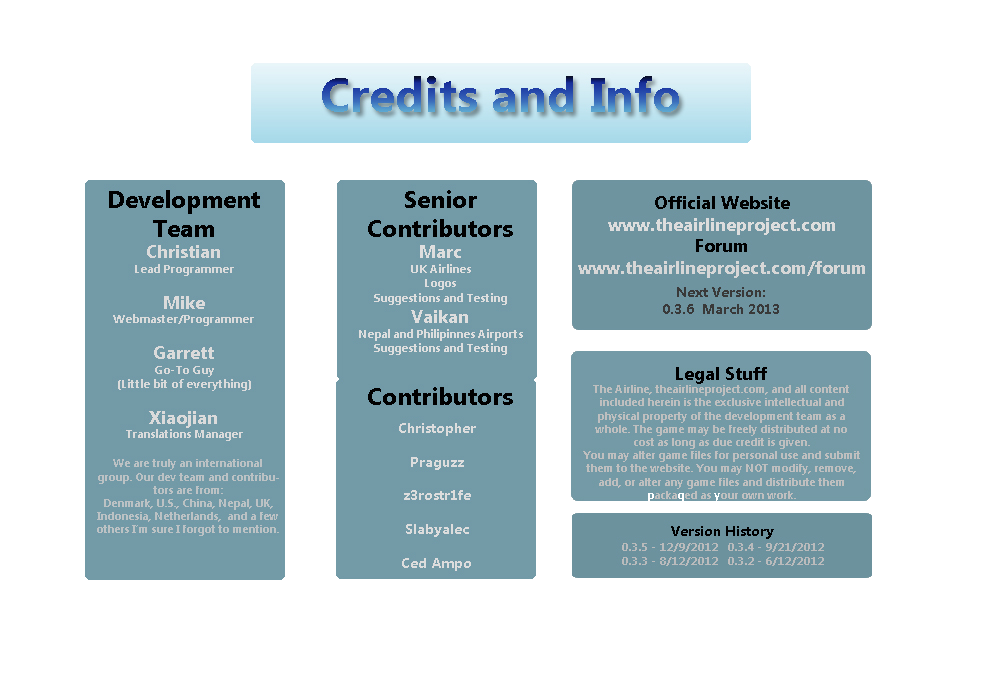 Credits and Info
Development
Team
Christian
Lead Programmer
Mike
Webmaster/Programmer
Garrett
Go-To Guy
(Little bit of everything)
Xiaojian
Translations Manager
We are truly an international
group. Our dev team and contribu-
tors are from:
Denmark, U.S., China, Nepal, UK,
Indonesia, Netherlands, and a few
others I'm sure I forgot to mention.
Senior
Contributors
Marc
UK Airlines
Logos
Suggestions and Testing
Vaikan
Nepal and Philipinnes Airports
Suggestions and Testing
Contributors
Christopher
Praguzz
z3rostr1fe
Slabyalec
Ced Ampo
Official Website
www.theairlineproject.com
Forum
www.theairlineproject.com/forum
Next Version:
0.3.6 March 2013
Legal Stuff
The Airline, theairlineproject.com, and all content
included herein is the exclusive intellectual and
physical property of the development team as a
whole. The game may be freely distributed at no
cost as long as due credit is given.
You may alter game files for personal use and submit
them to the website. You may NOT modify, remove,
add, or alter any game files and distribute them
packaged as your own work.
Version History
0.3.5 - 12/9/2012 0.3.4 - 9/21/2012
0.3.3 - 8/12/2012 0.3.2 - 6/12/2012